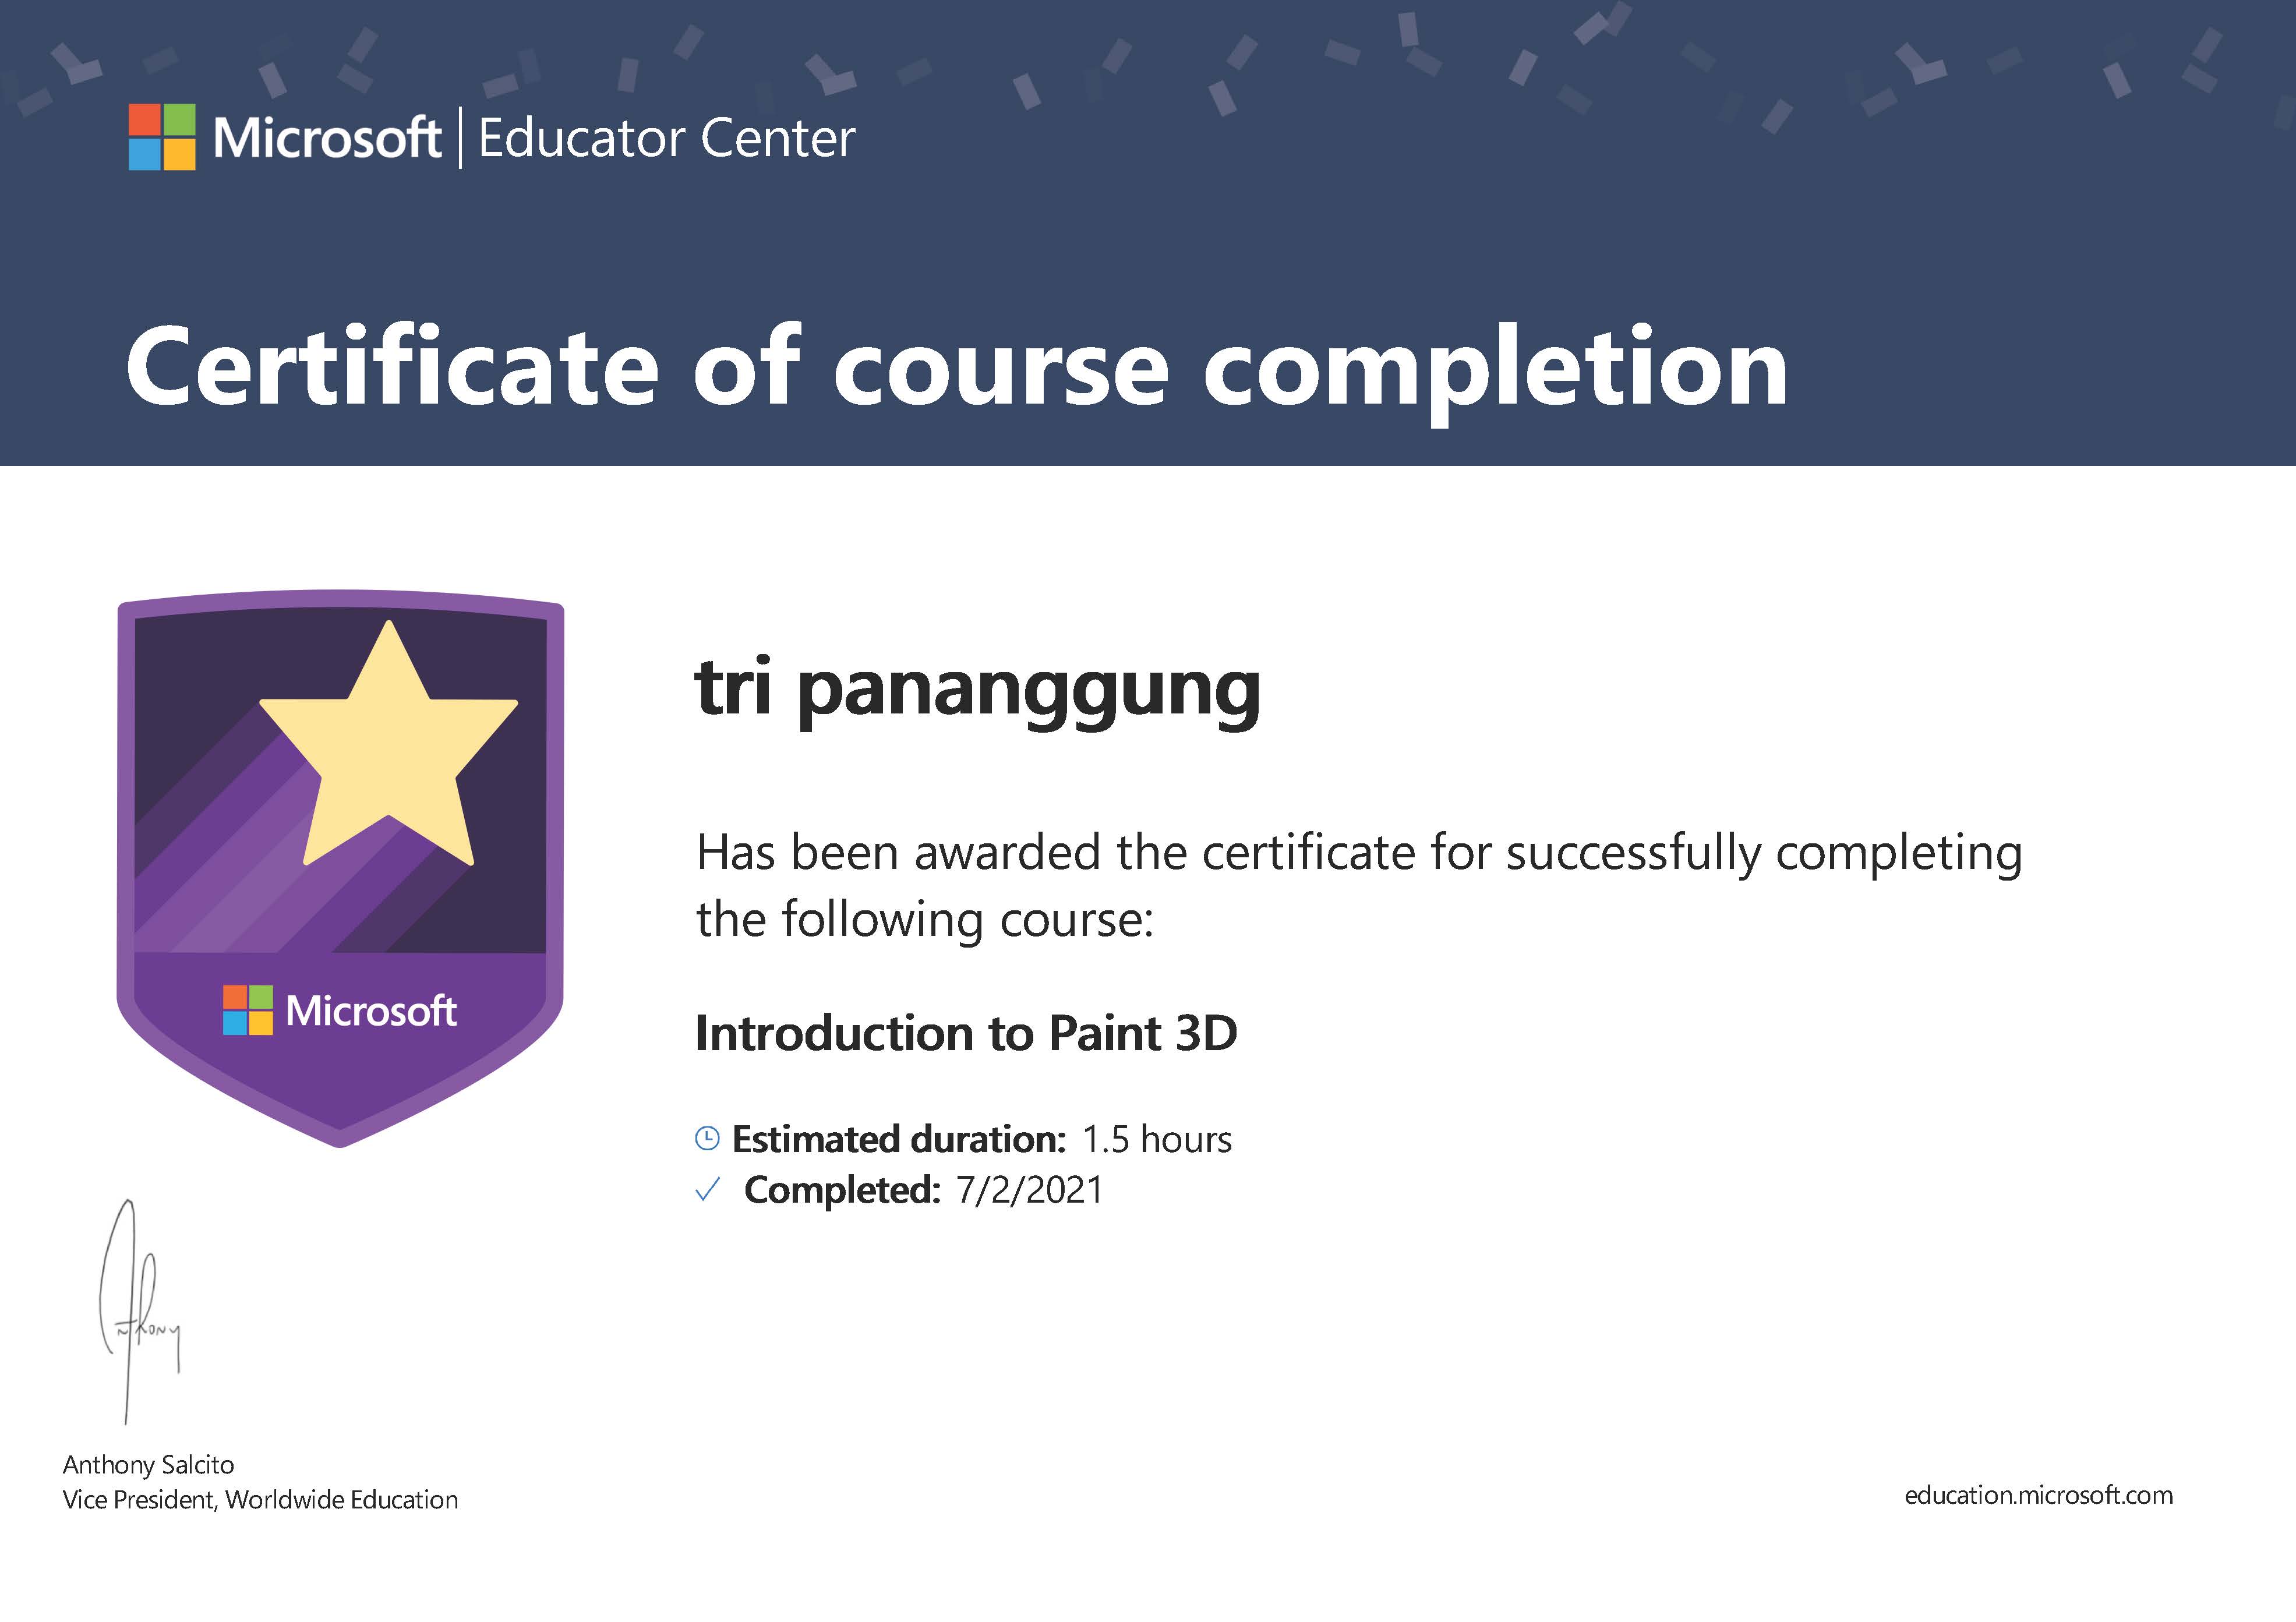 Microsoft | Educator Center
Certificate of course completion
tri pananggung
Has been awarded the certificate for successfully completing
the following course:
Introduction to Paint 3D
Estimated duration: 1.5 hours
Completed: 7/2/2021
Microsoft
Anthony
Anthony Salcito
Vice President, Worldwide Education
education.microsoft.com